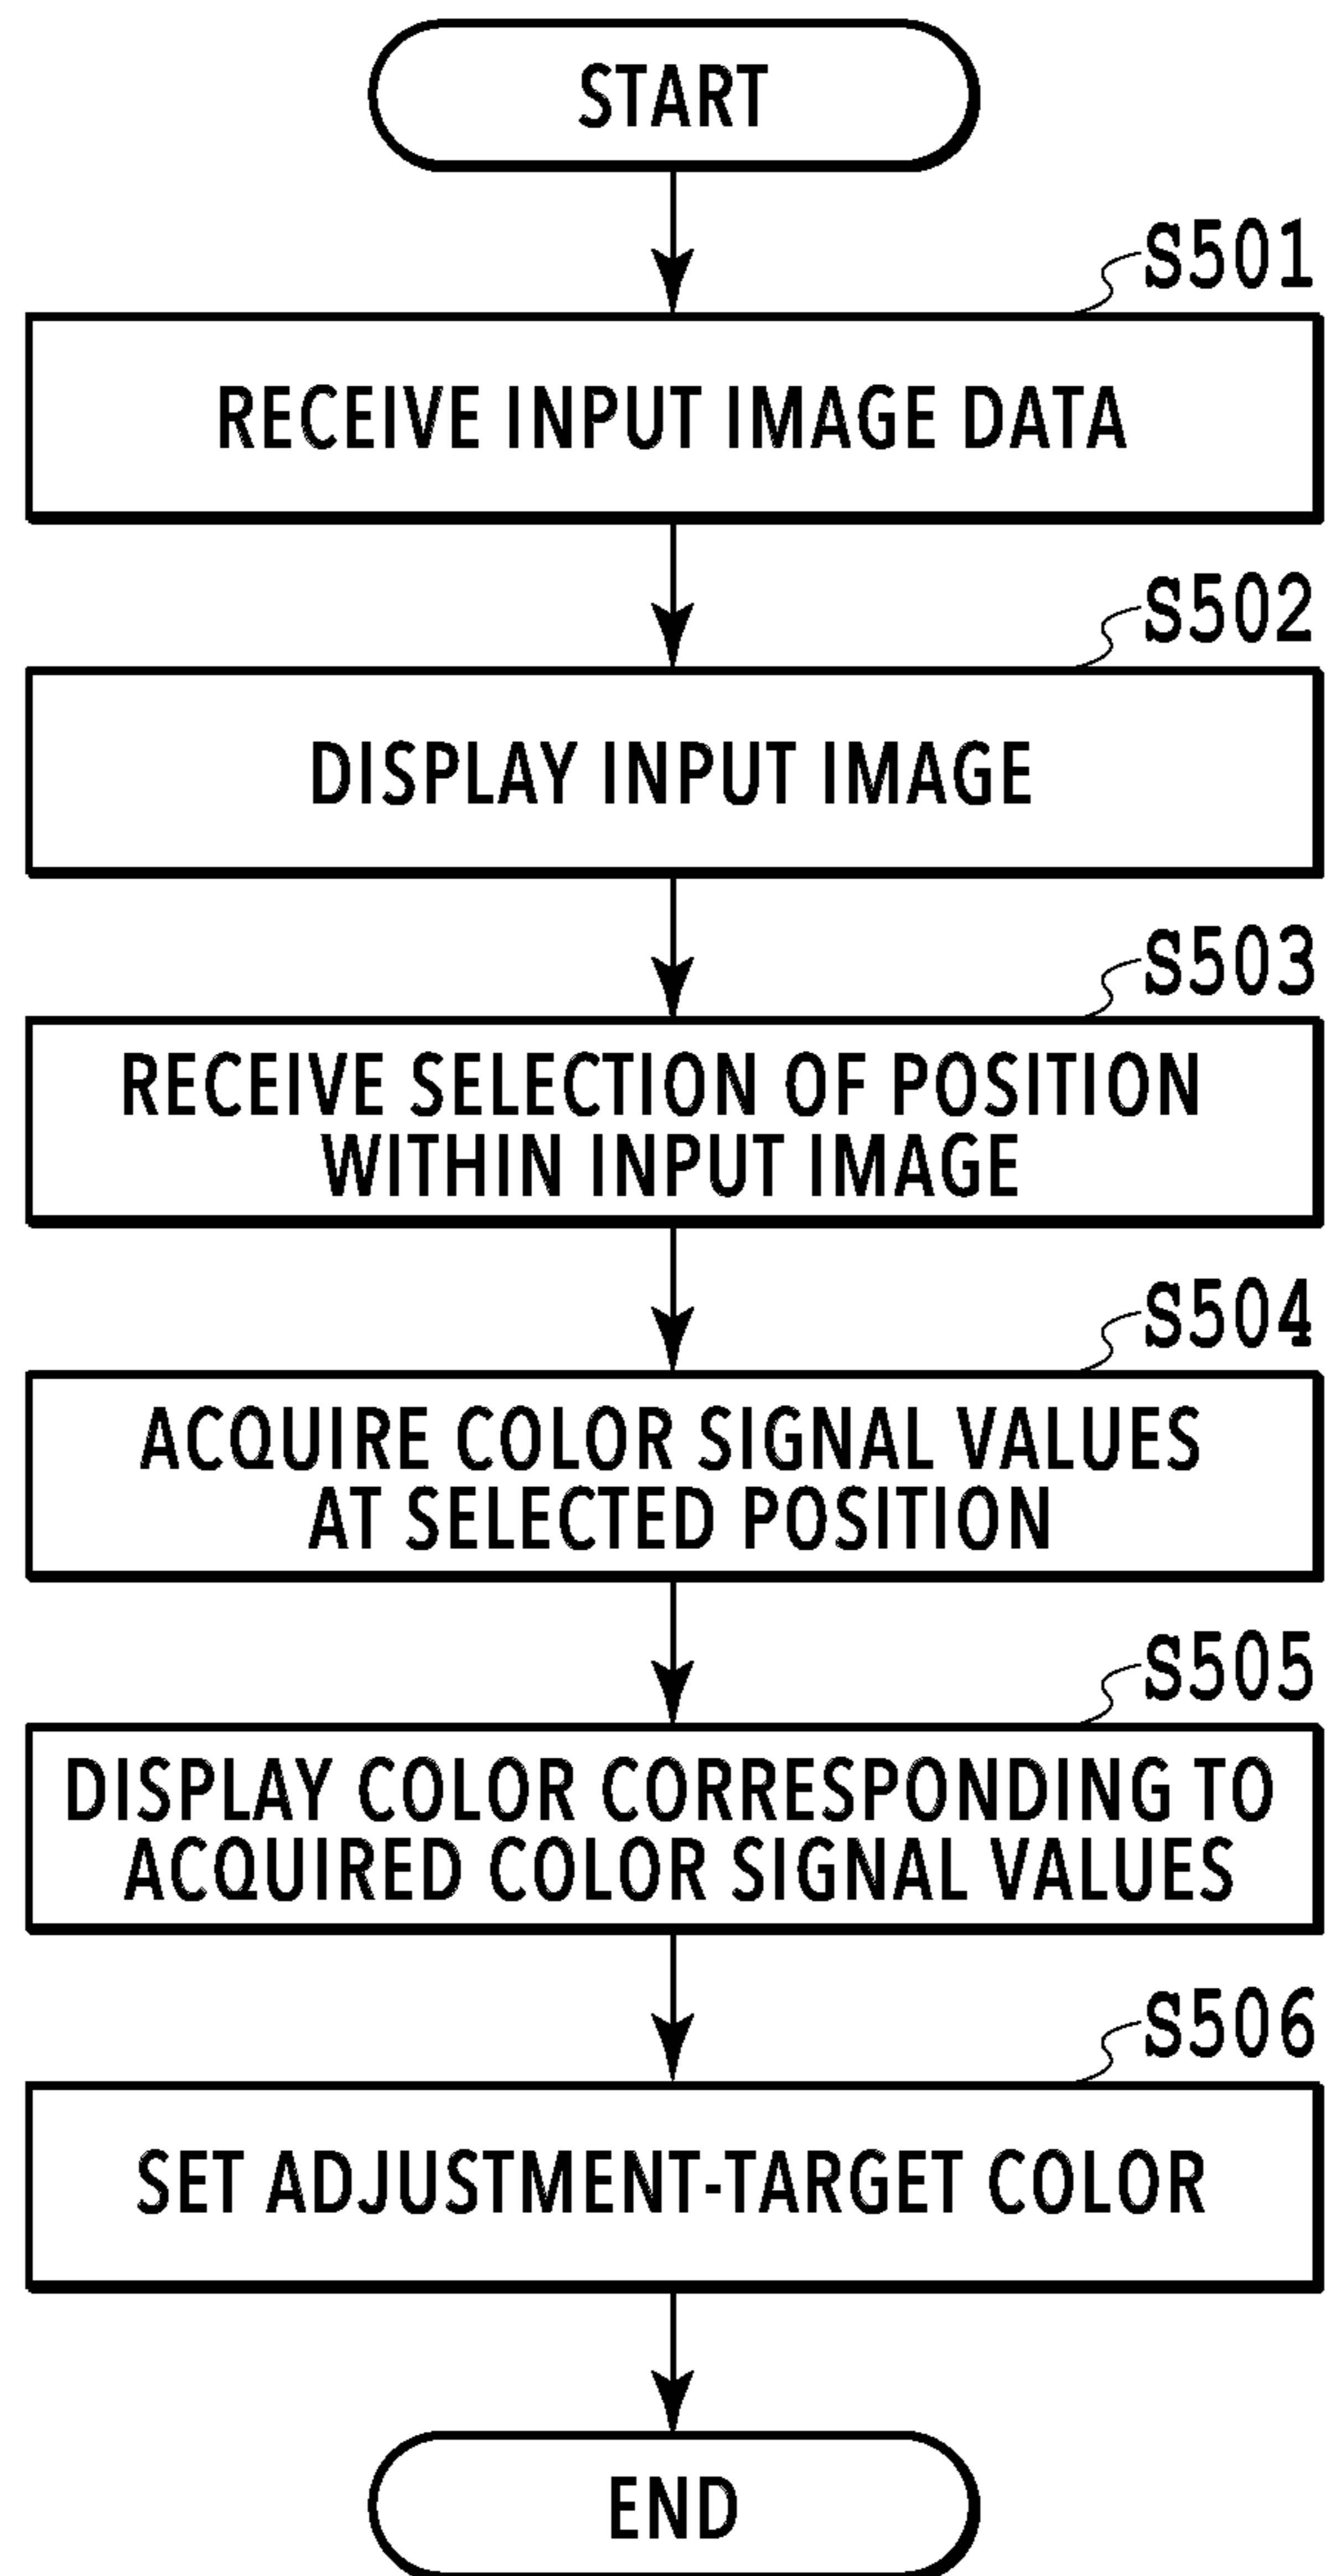 START
S501
RECEIVE INPUT IMAGE DATA
S502
DISPLAY INPUT IMAGE
S503
RECEIVE SELECTION OF POSITION
WITHIN INPUT IMAGE
S504
ACQUIRE COLOR SIGNAL VALUES
AT SELECTED POSITION
S505
DISPLAY COLOR CORRESPONDING TO
ACQUIRED COLOR SIGNAL VALUES
S506
SET ADJUSTMENT-TARGET COLOR
END